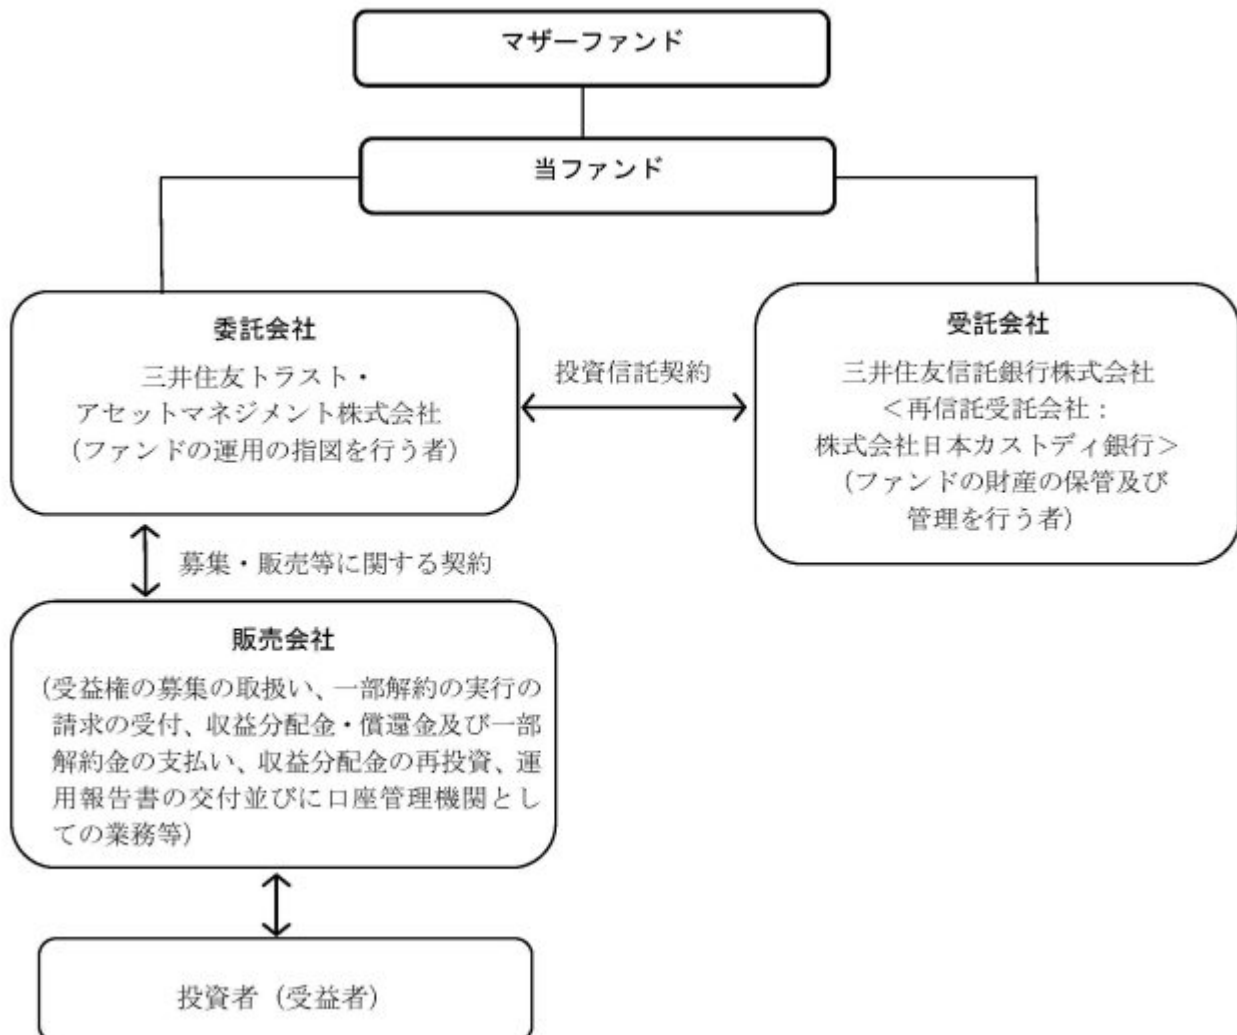 マザーファンド
当ファンド
委託会社
三井住友トラスト・
アセットマネジメント株式会社
（ファンドの運用の指図を行う者）
投資信託契約
受託会社
三井住友信託銀行株式会社
＜再信託受託会社：
株式会社日本カストディ銀行＞
（ファンドの財産の保管及び
管理を行う者）
募集・販売等に関する契約
販売会社
（受益権の募集の取扱い、一部解約の実行の
請求の受付、収益分配金・償還金及び一部
解約金の支払い、収益分配金の再投資、運
用報告書の交付並びに口座管理機関とし
ての業務等）
投資者（受益者）